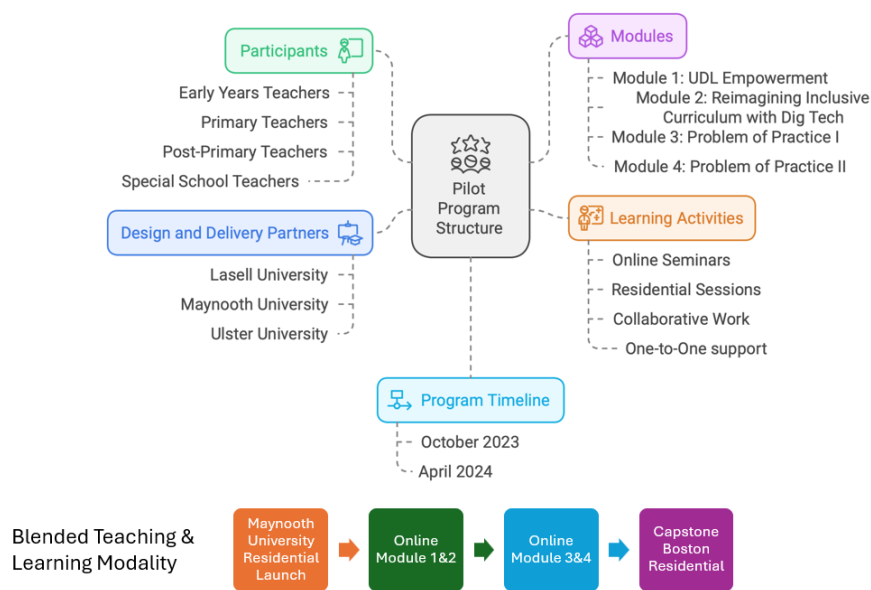 Participants
Early Years Teachers
Primary Teachers
Post-Primary Teachers
Special School Teachers
Design and Delivery Partners
Lasell University
Maynooth University
Ulster University
Pilot
Program
Structure
Modules
Module 1: UDL Empowerment
Module 2: Reimagining Inclusive
Curriculum with Dig Tech
Module 3: Problem of Practice I
Module 4: Problem of Practice II
Learning Activities
Online Seminars
Residential Sessions
Collaborative Work
One-to-One support
Program Timeline
October 2023
April 2024
Blended Teaching &
Learning Modality
Maynooth
University
Residential
Launch
Online
Module 1&2
Online
Module 3&4
Capstone
Boston
Residential